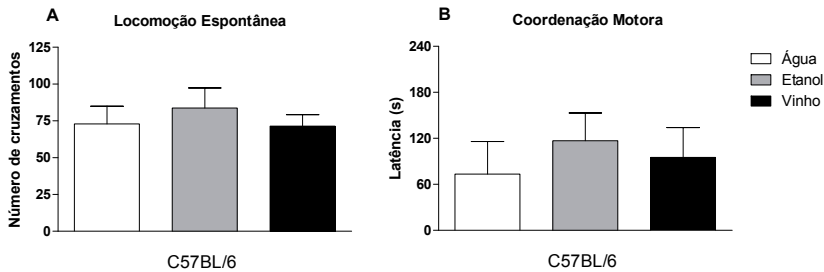 A
Locomoção Espontânea
Número de cruzamentos
125
100
75
50
25
0
C57BL/6
B
Coordenação Motora
Latência (s)
240
180
120
60
0
C57BL/6
Água
Etanol
Vinho